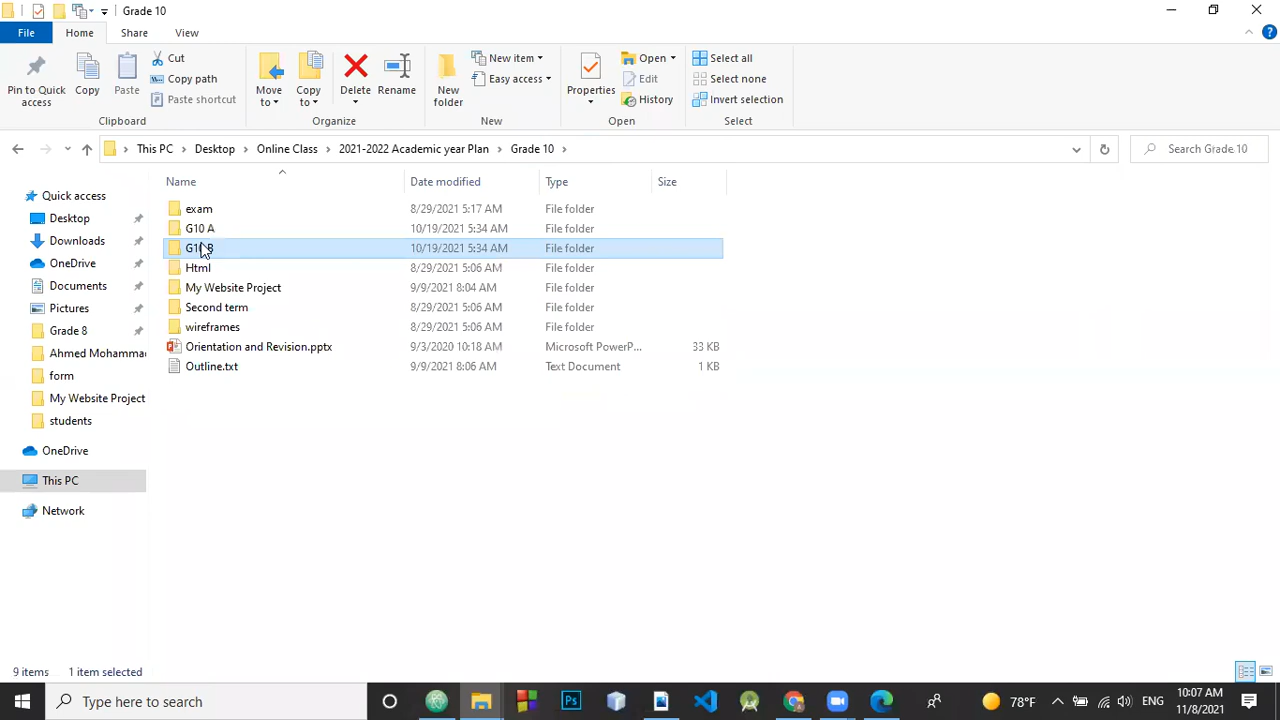 Grade 10
File Home Share View
Pin to Quick access
Copy
Paste
Cut
Copy path
Paste shortcut
Clipboard
Move to
Copy to
Delete
Rename
Organize
New folder
New item
Easy access
New
Properties
Open
Edit
History
Open
Select all
Select none
Invert selection
Select
This PC Desktop Online Class 2021-2022 Academic year Plan Grade 10
Search Grade 10
Name Date modified Type Size
exam 8/29/2021 5:17 AM File folder
G10 A 10/19/2021 5:34 AM File folder
G10 B 10/19/2021 5:34 AM File folder
Html 8/29/2021 5:06 AM File folder
My Website Project 9/9/2021 8:04 AM File folder
Second term 8/29/2021 5:06 AM File folder
wireframes 8/29/2021 5:06 AM File folder
Orientation and Revision.pptx 9/3/2020 10:18 AM Microsoft PowerP... 33 KB
Outline.txt 9/9/2021 8:06 AM Text Document 1 KB
Quick access
Desktop
Downloads
OneDrive
Documents
Pictures
Grade 8
Ahmed Mohamma
form
My Website Project
students
OneDrive
This PC
Network
9 items 1 item selected
Type here to search
Ps
78°F
ENG
10:07 AM
11/8/2021